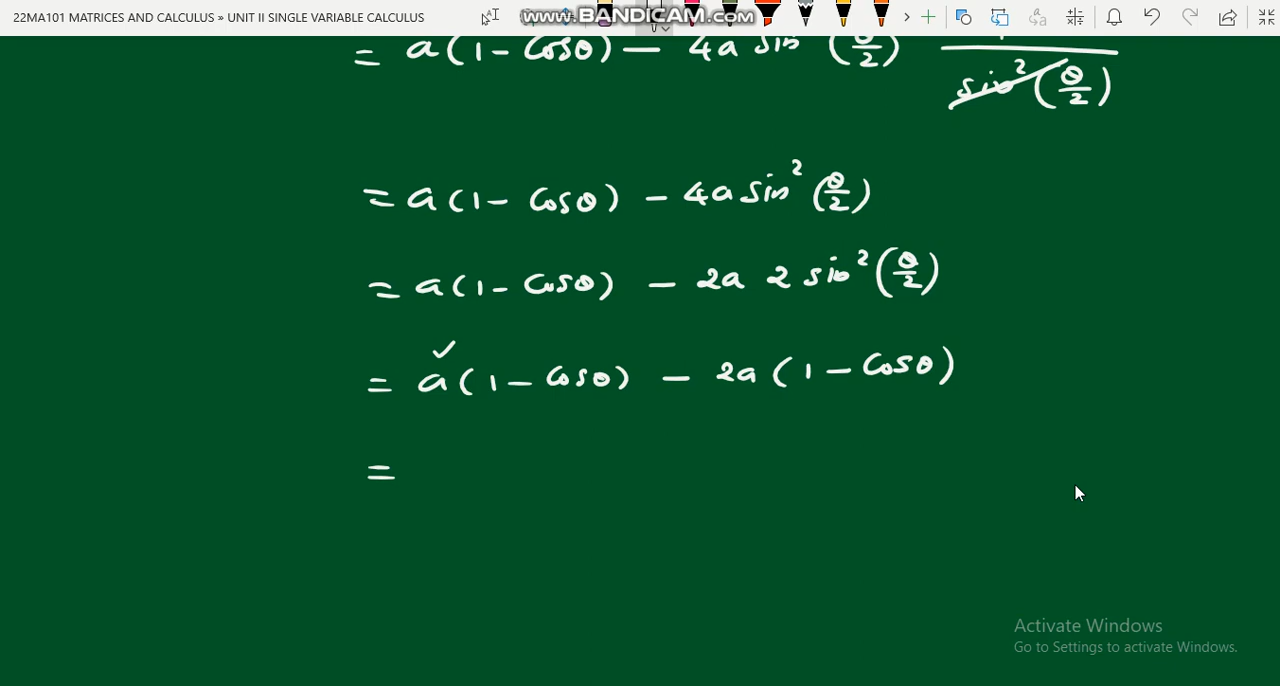 22MA101 MATRICES AND CALCULUS » UNIT II SINGLE VARIABLE CALCULUS
www.BANDICAM.com
= a(1 - Cosθ) - 4a sin (θ/2) / sin²(θ/2)
= a(1 - Cosθ) - 4a sin²(θ/2)
= a(1 - Cosθ) - 2a 2 sin²(θ/2)
= a(1 - Cosθ) - 2a(1 - Cosθ)
=
Activate Windows
Go to Settings to activate Windows.